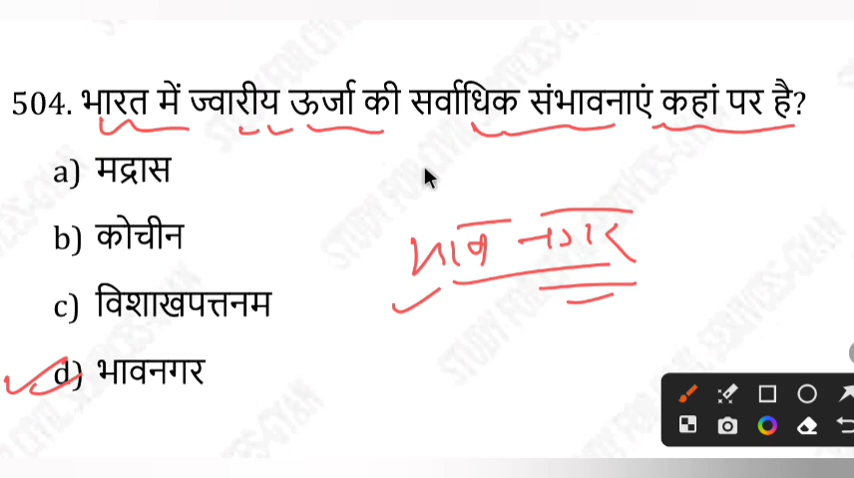 504. भारत में ज्वारीय ऊर्जा की सर्वाधिक संभावनाएं कहां पर है?
a) मद्रास
b) कोचीन
भाव नगर
c) विशाखपत्तनम
d) भावनगर